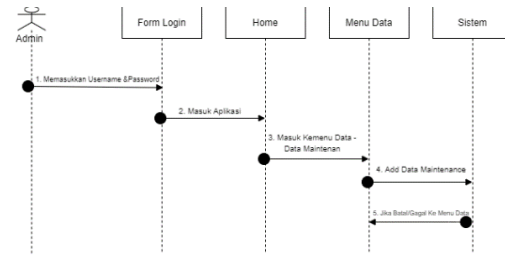 Admin
Form Login
Home
Menu Data
Sistem
1. Memasukkan Username &Password
2. Masuk Aplikasi
3. Masuk Kemenu Data -
Data Maintenan
4. Add Data Maintenance
5. Jika Batal/Gagal Ke Menu Data